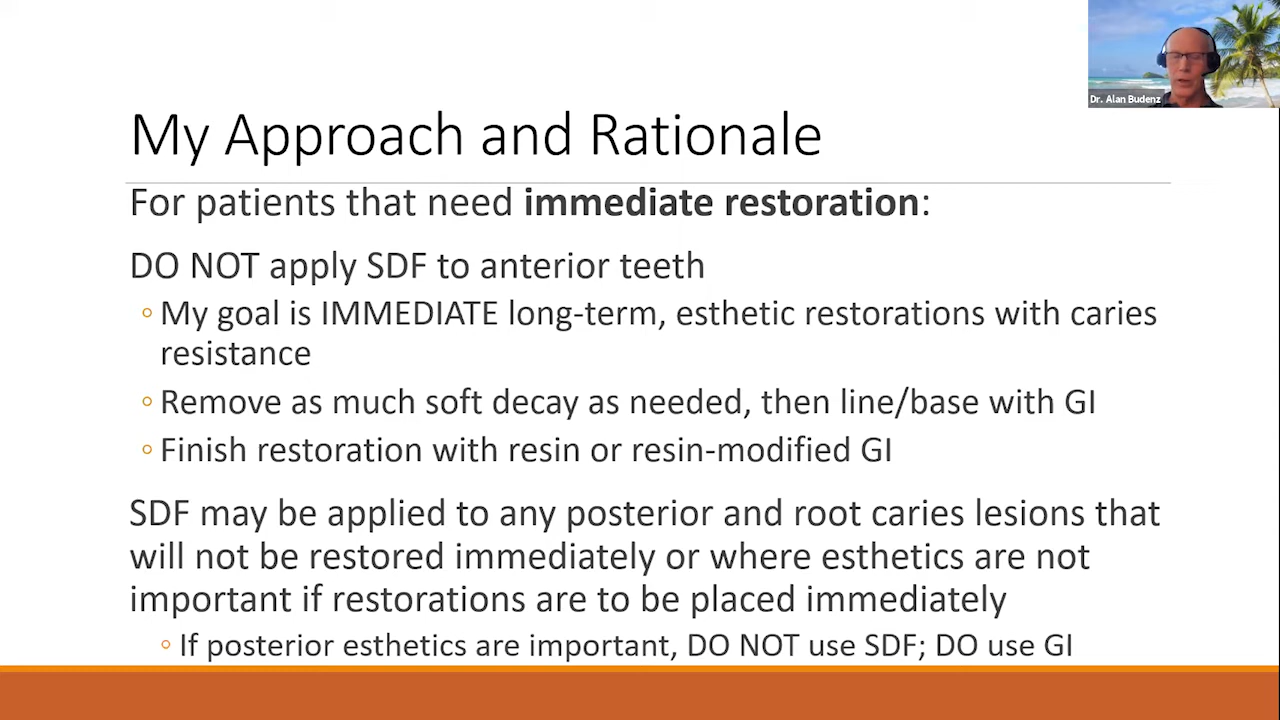 Dr. Alan Budenz
My Approach and Rationale
For patients that need immediate restoration:
DO NOT apply SDF to anterior teeth
◦ My goal is IMMEDIATE long-term, esthetic restorations with caries
resistance
◦ Remove as much soft decay as needed, then line/base with GI
◦ Finish restoration with resin or resin-modified GI
SDF may be applied to any posterior and root caries lesions that
will not be restored immediately or where esthetics are not
important if restorations are to be placed immediately
◦ If posterior esthetics are important, DO NOT use SDF; DO use GI